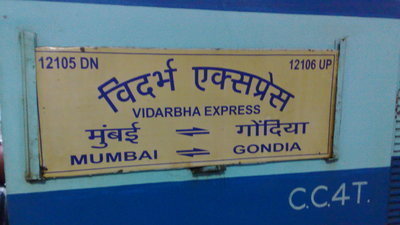 12105 DN 12106 UP
विदर्भ एक्सप्रेस
VIDARBHA EXPRESS
मुंबई ⇌ गोंदिया
MUMBAI ⇌ GONDIA
C.C.4T.